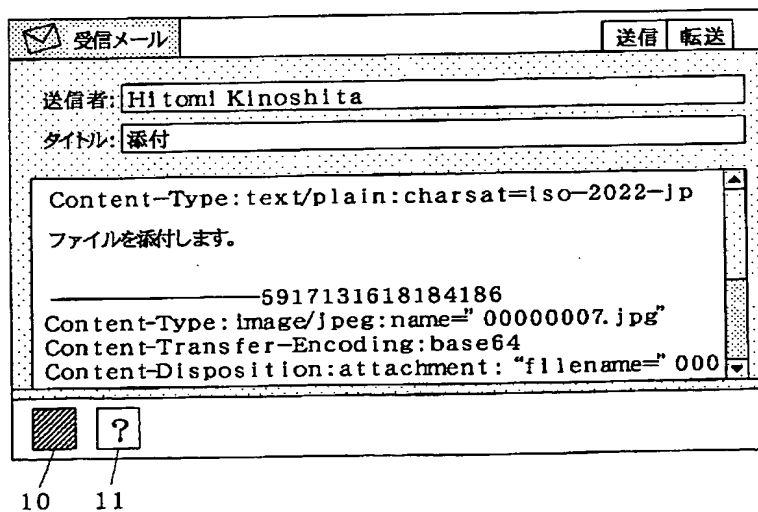 受信メール 送信 転送
送信者: Hitomi Kinoshita
タイトル: 添付
Content-Type:text/plain:charsat=iso-2022-jp
ファイルを添付します。
―――――――――5917131618184186
Content-Type:image/jpeg:name="00000007.jpg"
Content-Transfer-Encoding:base64
Content-Disposition:attachment: "filename="000
?
10 11